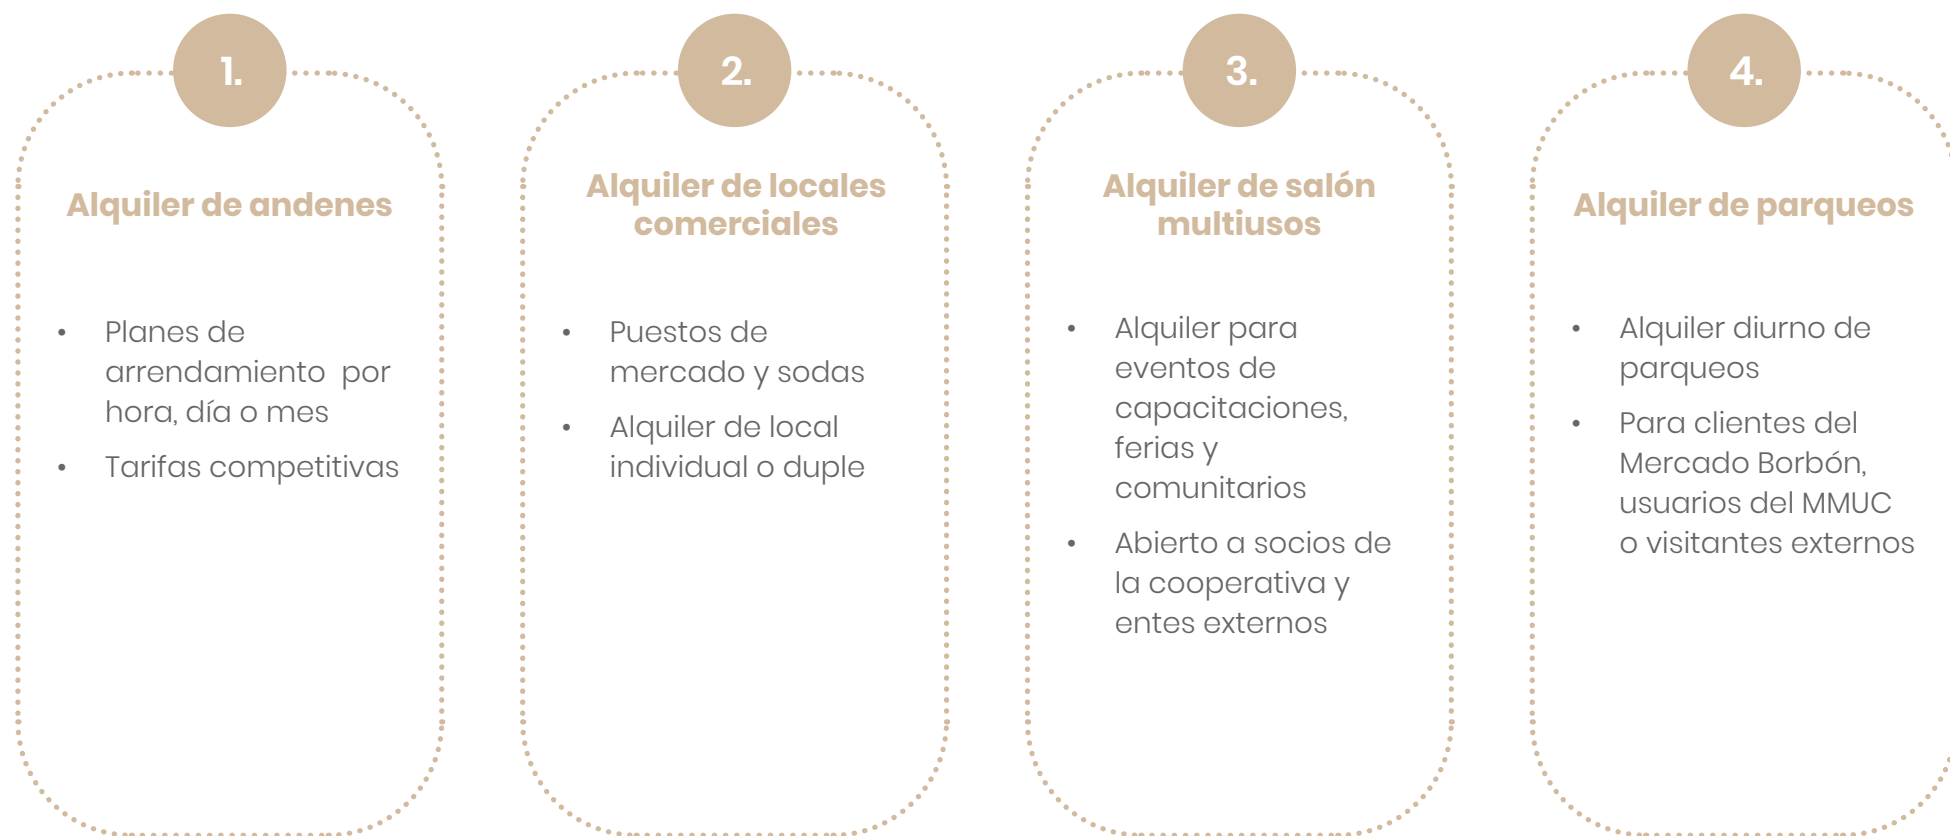 1.
Alquiler de andenes
• Planes de
arrendamiento  por
hora, día o mes
• Tarifas competitivas
2.
Alquiler de locales
comerciales
• Puestos de
mercado y sodas
• Alquiler de local
individual o duple
3.
Alquiler de salón
multiusos
• Alquiler para
eventos de
capacitaciones,
ferias y
comunitarios
• Abierto a socios de
la cooperativa y
entes externos
4.
Alquiler de parqueos
• Alquiler diurno de
parqueos
• Para clientes del
Mercado Borbón,
usuarios del MMUC
o visitantes externos